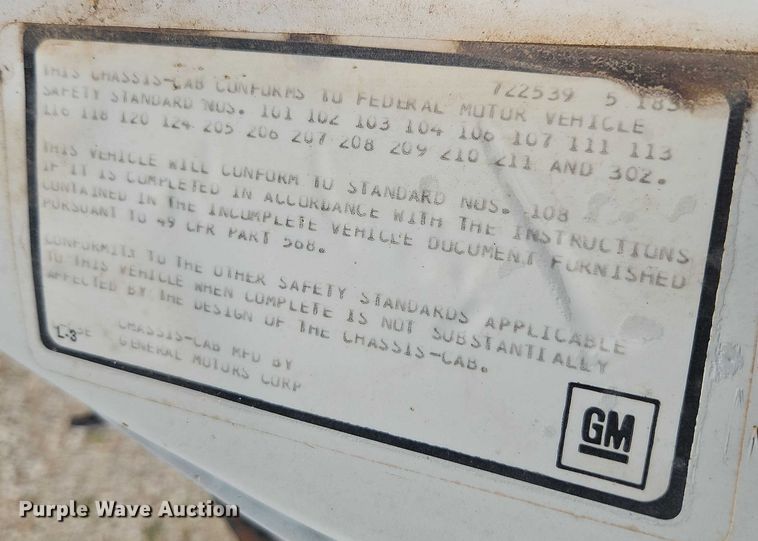 722539 5 183
THIS CHASSIS-CAB CONFORMS TO FEDERAL MOTOR VEHICLE
SAFETY STANDARD NOS. 101 102 103 104 106 107 111 113
116 118 120 124 205 206 207 208 209 210 211 AND 302.
THIS VEHICLE WILL CONFORM TO STANDARD NOS. 108
IF IT IS COMPLETED IN ACCORDANCE WITH THE INSTRUCTIONS
CONTAINED IN THE INCOMPLETE VEHICLE DOCUMENT FURNISHED
PURSUANT TO 49 CFR PART 568.
CONFORMITY TO THE OTHER SAFETY STANDARDS APPLICABLE
TO THIS VEHICLE WHEN COMPLETE IS NOT SUBSTANTIALLY
AFFECTED BY THE DESIGN OF THE CHASSIS-CAB.
CHASSIS-CAB MFD BY
L-3
GENERAL MOTORS CORP
GM
Purple Wave Auction